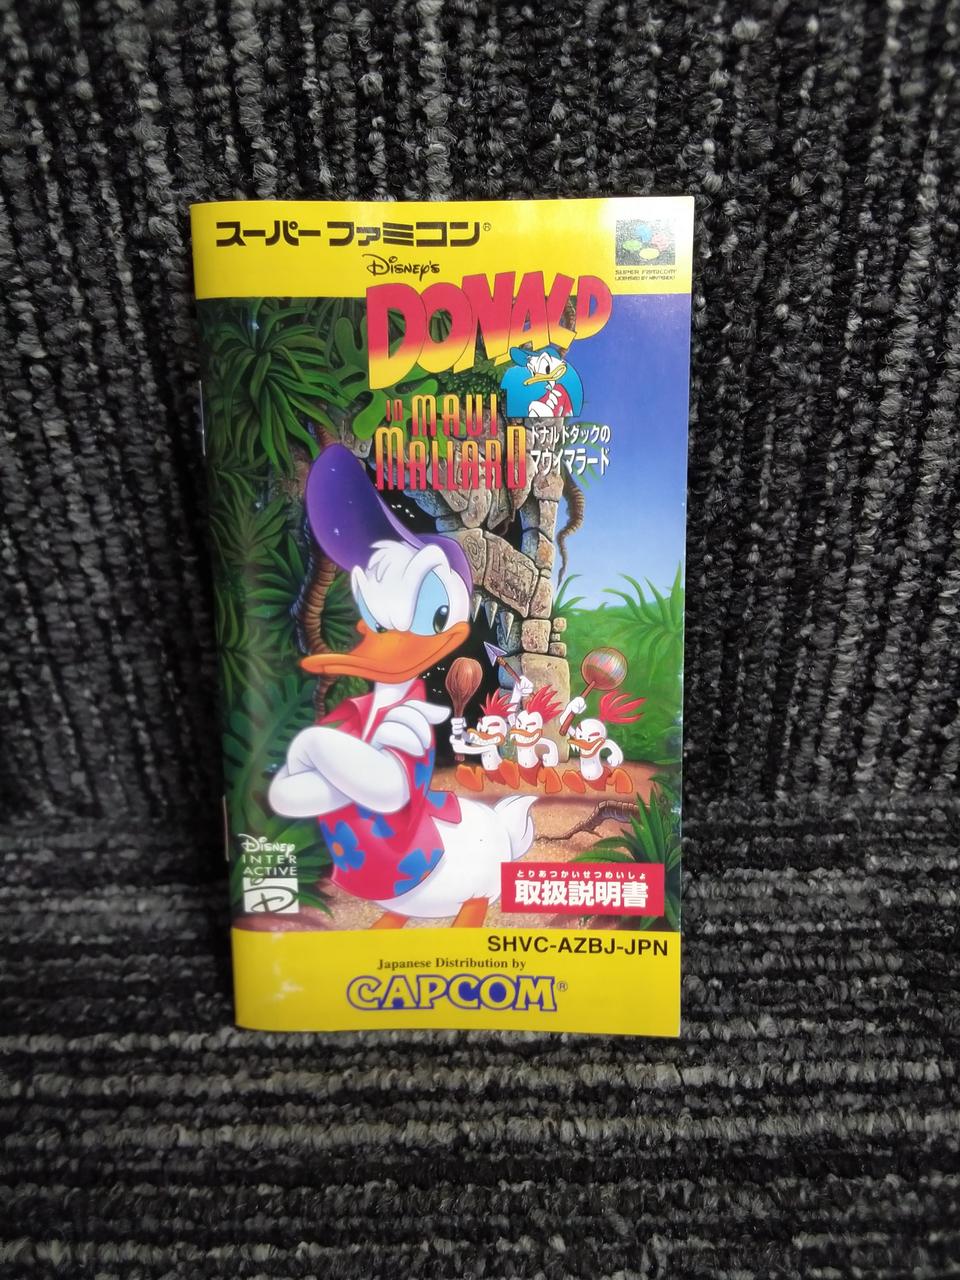 スーパーファミコン®
SUPER FAMICOM
LICENSED BY NINTENDO
Disney's
DONALD
IN MAUI
MALLARD
ドナルドダックの
マウイマラード
DISNEY
INTER
ACTIVE
D
とりあつかいせつめいしょ
取扱説明書
SHVC-AZBJ-JPN
Japanese Distribution by
CAPCOM®